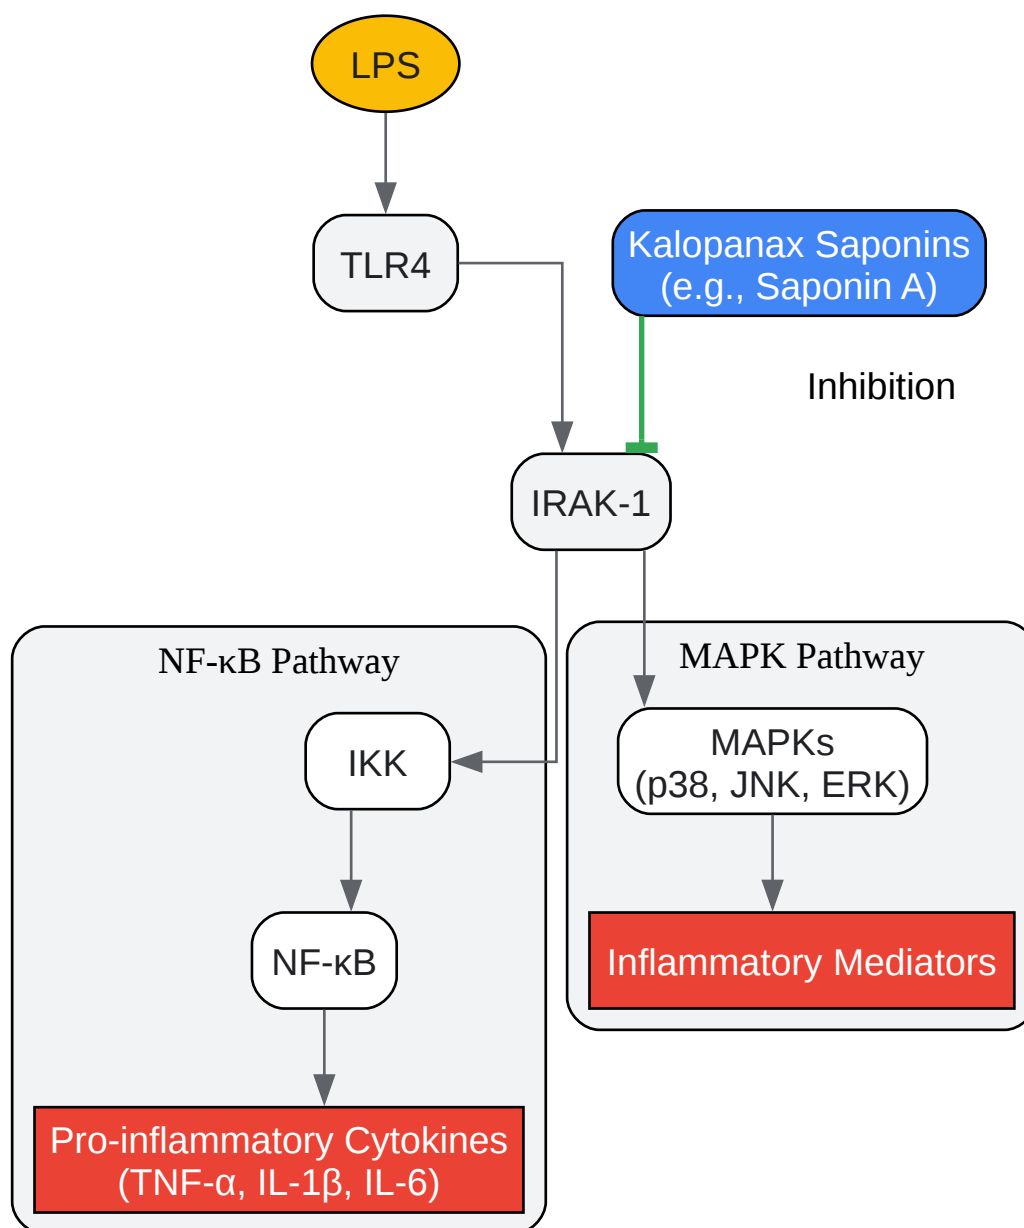 LPS
TLR4
Kalopanax Saponins
(e.g., Saponin A)
Inhibition
IRAK-1
NF-κB Pathway
MAPK Pathway
IKK
MAPKs
(p38, JNK, ERK)
NF-κB
Inflammatory Mediators
Pro-inflammatory Cytokines
(TNF-α, IL-1β, IL-6)